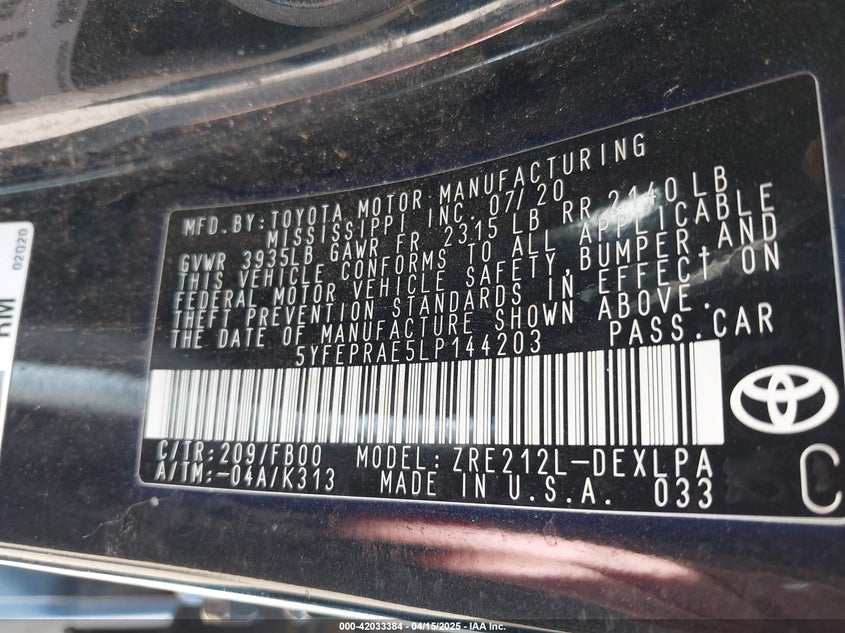 MFD.BY:TOYOTA MOTOR MANUFACTURING
MISSISSIPPI INC. 07/20
GVWR 3935LB GAWR FR 2315 LB RR 2140 LB
THIS VEHICLE CONFORMS TO ALL APPLICABLE
FEDERAL MOTOR VEHICLE SAFETY, BUMPER, AND
THEFT PREVENTION STANDARDS IN EFFECT ON
THE DATE OF MANUFACTURE SHOWN ABOVE.
5YFEPRAE5LP144203 PASS.CAR
C/TR:209/FB00 MODEL: ZRE212L-DEXLPA
A/TM:-04A/K313 MADE IN U.S.A. 033
C
02020
RM
000-42033384 - 04/15/2025 - IAA Inc.